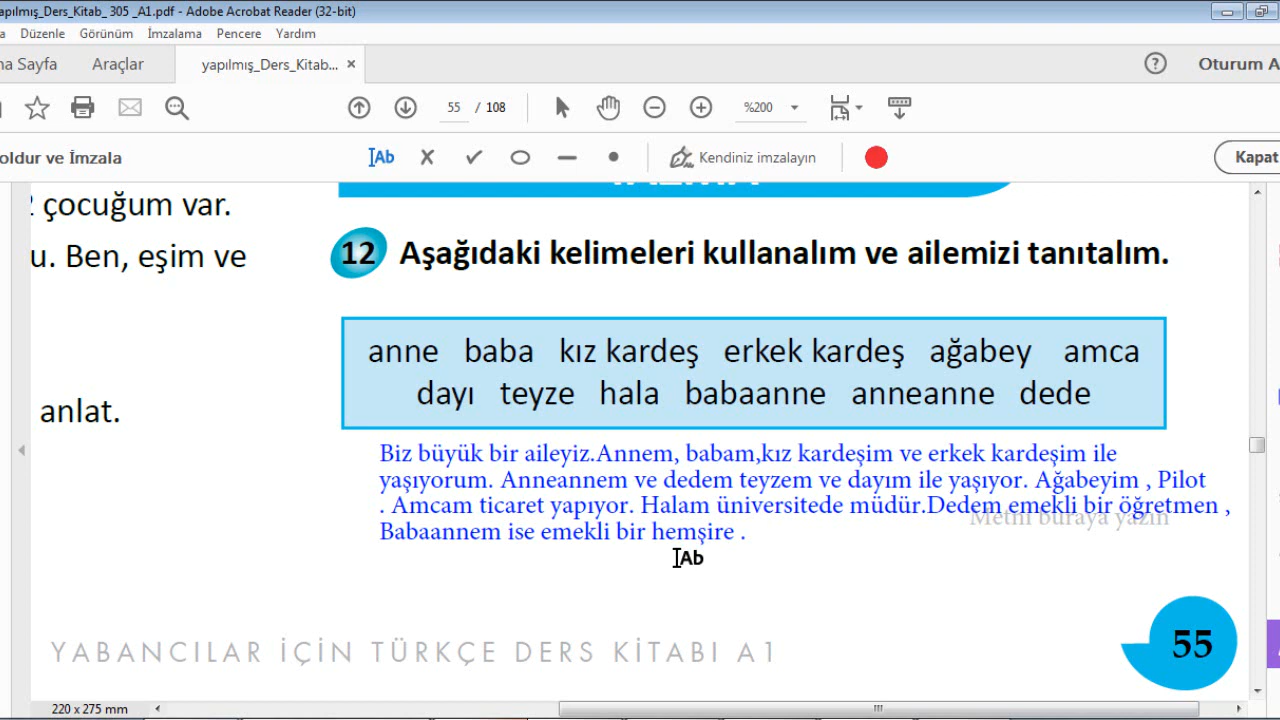 apılmış_Ders_Kitab_ 305 _A1.pdf - Adobe Acrobat Reader (32-bit)
Düzenle Görünüm İmzalama Pencere Yardım
na Sayfa Araçlar yapılmış_Ders_Kitab... × ? Oturum A
55 / 108 %200
oldur ve İmzala Ab Kendiniz imzalayın Kapat
2 çocuğum var.
u. Ben, eşim ve
anlat.
12 Aşağıdaki kelimeleri kullanalım ve ailemizi tanıtalım.
anne baba kız kardeş erkek kardeş ağabey amca
dayı teyze hala babaanne anneanne dede
Biz büyük bir aileyiz.Annem, babam,kız kardeşim ve erkek kardeşim ile
yaşıyorum. Anneannem ve dedem teyzem ve dayım ile yaşıyor. Ağabeyim , Pilot
. Amcam ticaret yapıyor. Halam üniversitede müdür.Dedem emekli bir öğretmen ,
Metni buraya yazın
Babaannem ise emekli bir hemşire .
Ab
YABANCILAR İÇİN TÜRKÇE DERS KİTABI A1
55
220 x 275 mm